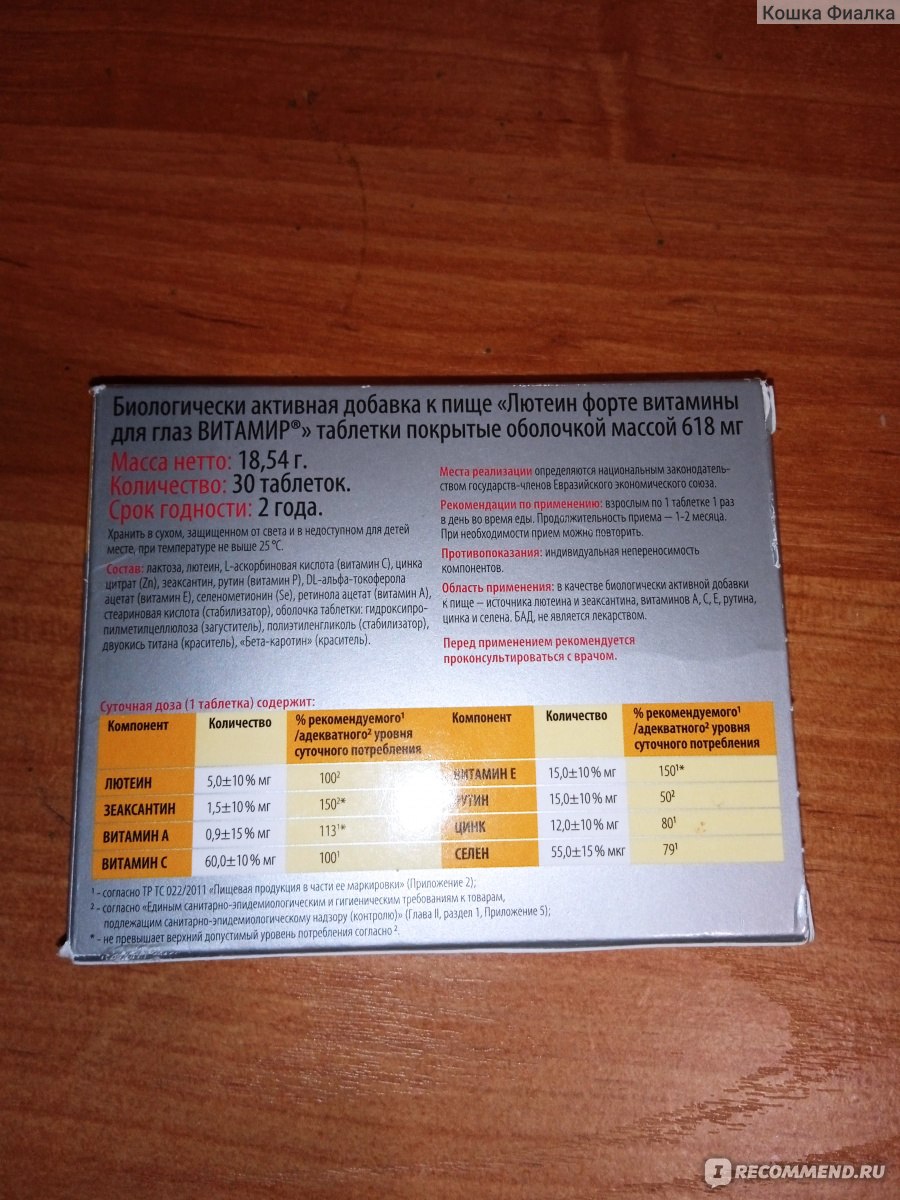 Кошка Фиалка
Биологически активная добавка к пище «Лютеин форте витамины
для глаз ВИТАМИР®» таблетки покрытые оболочкой массой 618 мг
Масса нетто: 18,54 г.
Количество: 30 таблеток.
Срок годности: 2 года.
Хранить в сухом, защищенном от света и в недоступном для детей
месте, при температуре не выше 25 °С.
Состав: лактоза, лютеин, L-аскорбиновая кислота (витамин С), цинка
цитрат (Zn), зеаксантин, рутин (витамин Р), DL-альфа-токоферола
ацетат (витамин Е), селенометионин (Se), ретинола ацетат (витамин А),
стеариновая кислота (стабилизатор), оболочка таблетки: гидроксипро-
пилметилцеллюлоза (загуститель), полиэтиленгликоль (стабилизатор),
двуокись титана (краситель), «Бета-каротин» (краситель).
Места реализации определяются национальным законодатель-
ством государств-членов Евразийского экономического союза.
Рекомендации по применению: взрослым по 1 таблетке 1 раз
в день во время еды. Продолжительность приема — 1-2 месяца.
При необходимости прием можно повторить.
Противопоказания: индивидуальная непереносимость
компонентов.
Область применения: в качестве биологически активной добавки
к пище — источника лютеина и зеаксантина, витаминов А, С, Е, рутина,
цинка и селена. БАД, не является лекарством.
Перед применением рекомендуется
проконсультироваться с врачом.
Суточная доза (1 таблетка) содержит:
Компонент Количество % рекомендуемого¹ Компонент Количество % рекомендуемого¹
/адекватного² уровня /адекватного² уровня
суточного потребления суточного потребления
ЛЮТЕИН 5,0±10 % мг 100² ВИТАМИН Е 15,0±10 % мг 150¹*
ЗЕАКСАНТИН 1,5±10 % мг 150²* РУТИН 15,0±10 % мг 50²
ВИТАМИН А 0,9±15 % мг 113¹* ЦИНК 12,0±10 % мг 80¹
ВИТАМИН С 60,0±10 % мг 100¹ СЕЛЕН 55,0±15 % мкг 79¹
¹ - согласно ТР ТС 022/2011 «Пищевая продукция в части ее маркировки» (Приложение 2);
² - согласно «Единым санитарно-эпидемиологическим и гигиеническим требованиям к товарам,
подлежащим санитарно-эпидемиологическому надзору (контролю)» (Глава II, раздел 1, Приложение 5);
* - не превышает верхний допустимый уровень потребления согласно ².
I RECOMMEND.RU